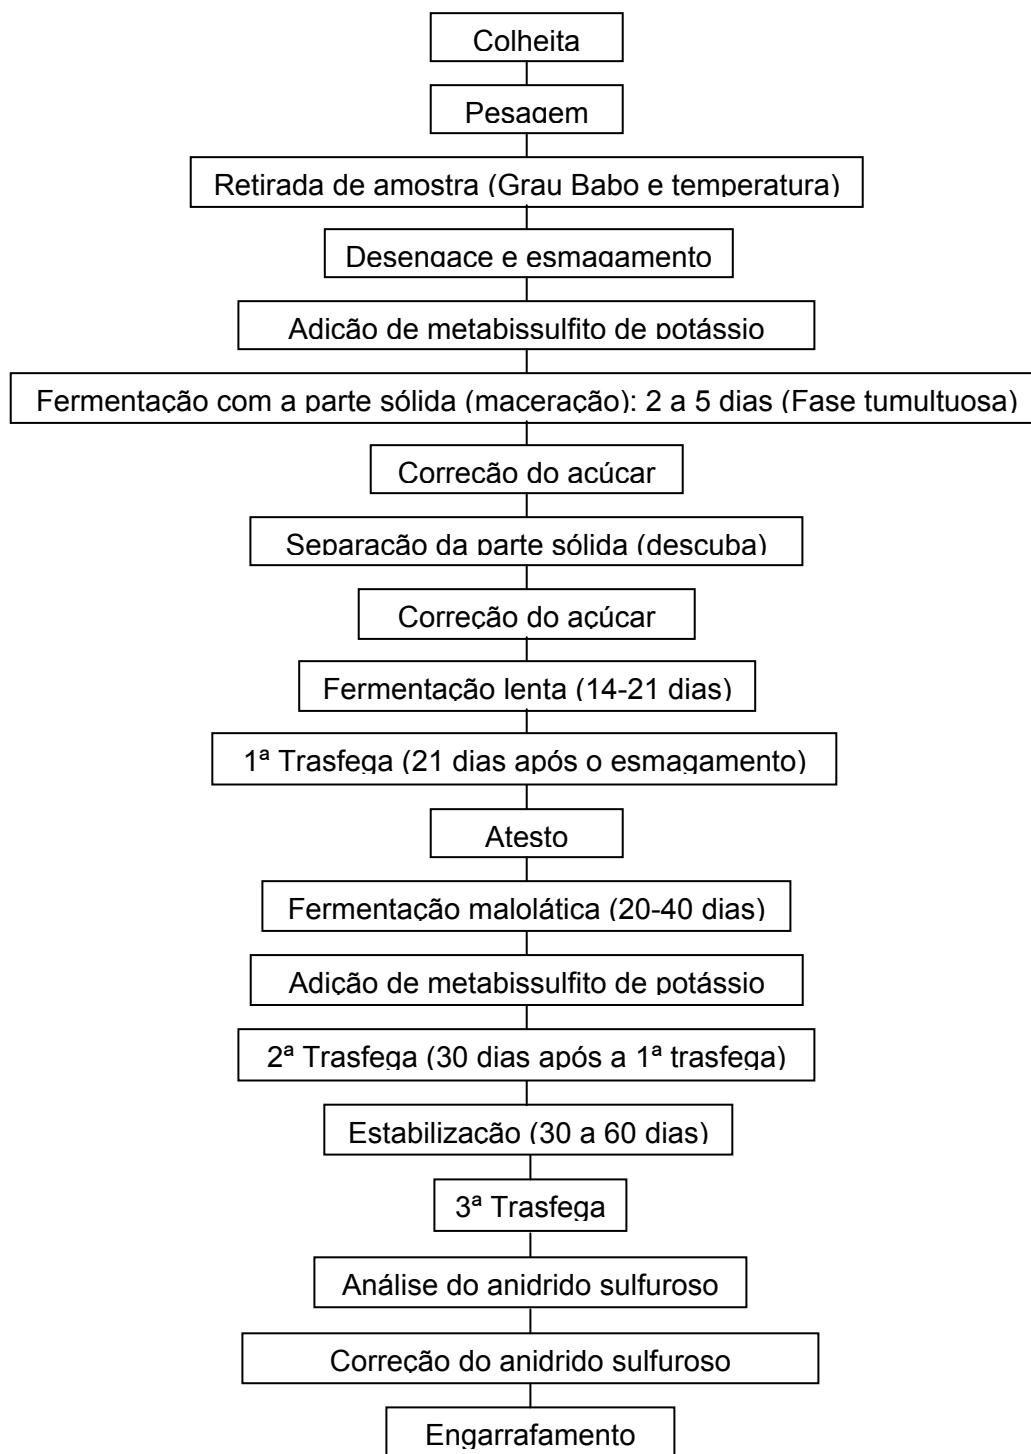 Colheita
Pesagem
Retirada de amostra (Grau Babo e temperatura)
Desengace e esmagamento
Adição de metabissulfito de potássio
Fermentação com a parte sólida (maceração): 2 a 5 dias (Fase tumultuosa)
Correção do açúcar
Separação da parte sólida (descuba)
Correção do açúcar
Fermentação lenta (14-21 dias)
1ª Trasfega (21 dias após o esmagamento)
Atesto
Fermentação malolática (20-40 dias)
Adição de metabissulfito de potássio
2ª Trasfega (30 dias após a 1ª trasfega)
Estabilização (30 a 60 dias)
3ª Trasfega
Análise do anidrido sulfuroso
Correção do anidrido sulfuroso
Engarrafamento